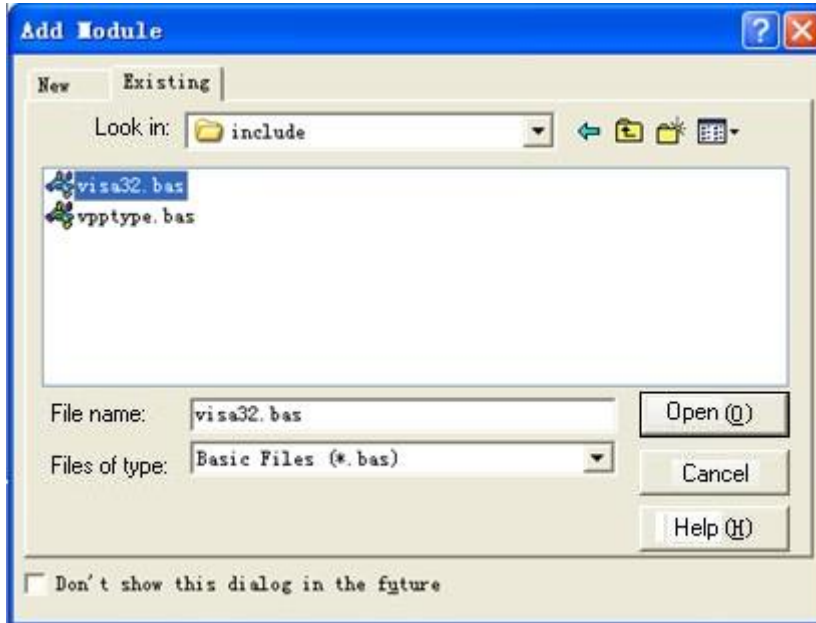 Add Module
New
Existing
Look in: include
visa32.bas
vpptype.bas
File name: visa32.bas
Open (O)
Files of type: Basic Files (*.bas)
Cancel
Help (H)
Don't show this dialog in the future